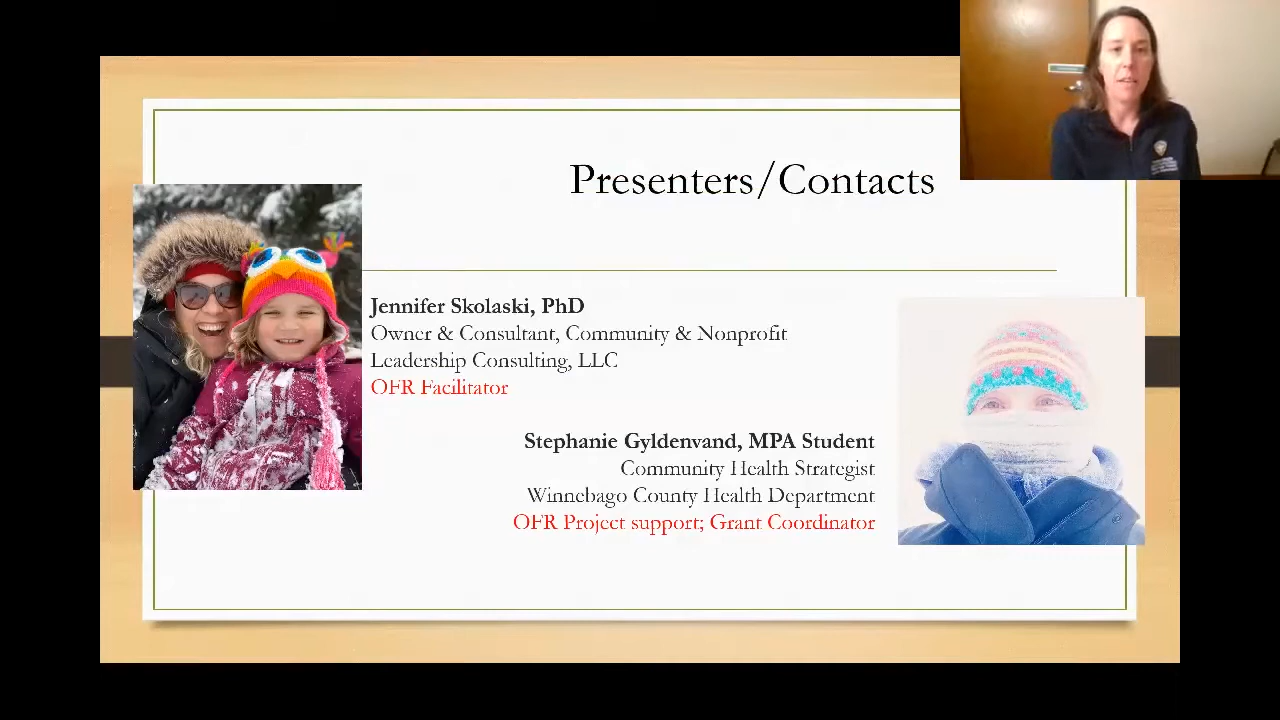 Presenters/Contacts
Jennifer Skolaski, PhD
Owner & Consultant, Community & Nonprofit
Leadership Consulting, LLC
OFR Facilitator
Stephanie Gyldenvand, MPA Student
Community Health Strategist
Winnebago County Health Department
OFR Project support; Grant Coordinator